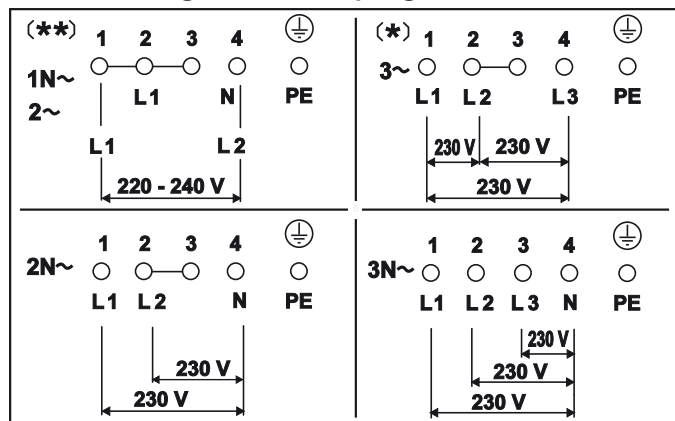 (**) 1 2 3 4
1N~
2~
L1 N PE
L1 L2
220 - 240 V
(*) 1 2 3 4
3~
L1 L2 L3 PE
230 V 230 V
230 V
1 2 3 4
2N~
L1 L2 N PE
230 V
230 V
1 2 3 4
3N~
L1 L2 L3 N PE
230 V
230 V
230 V